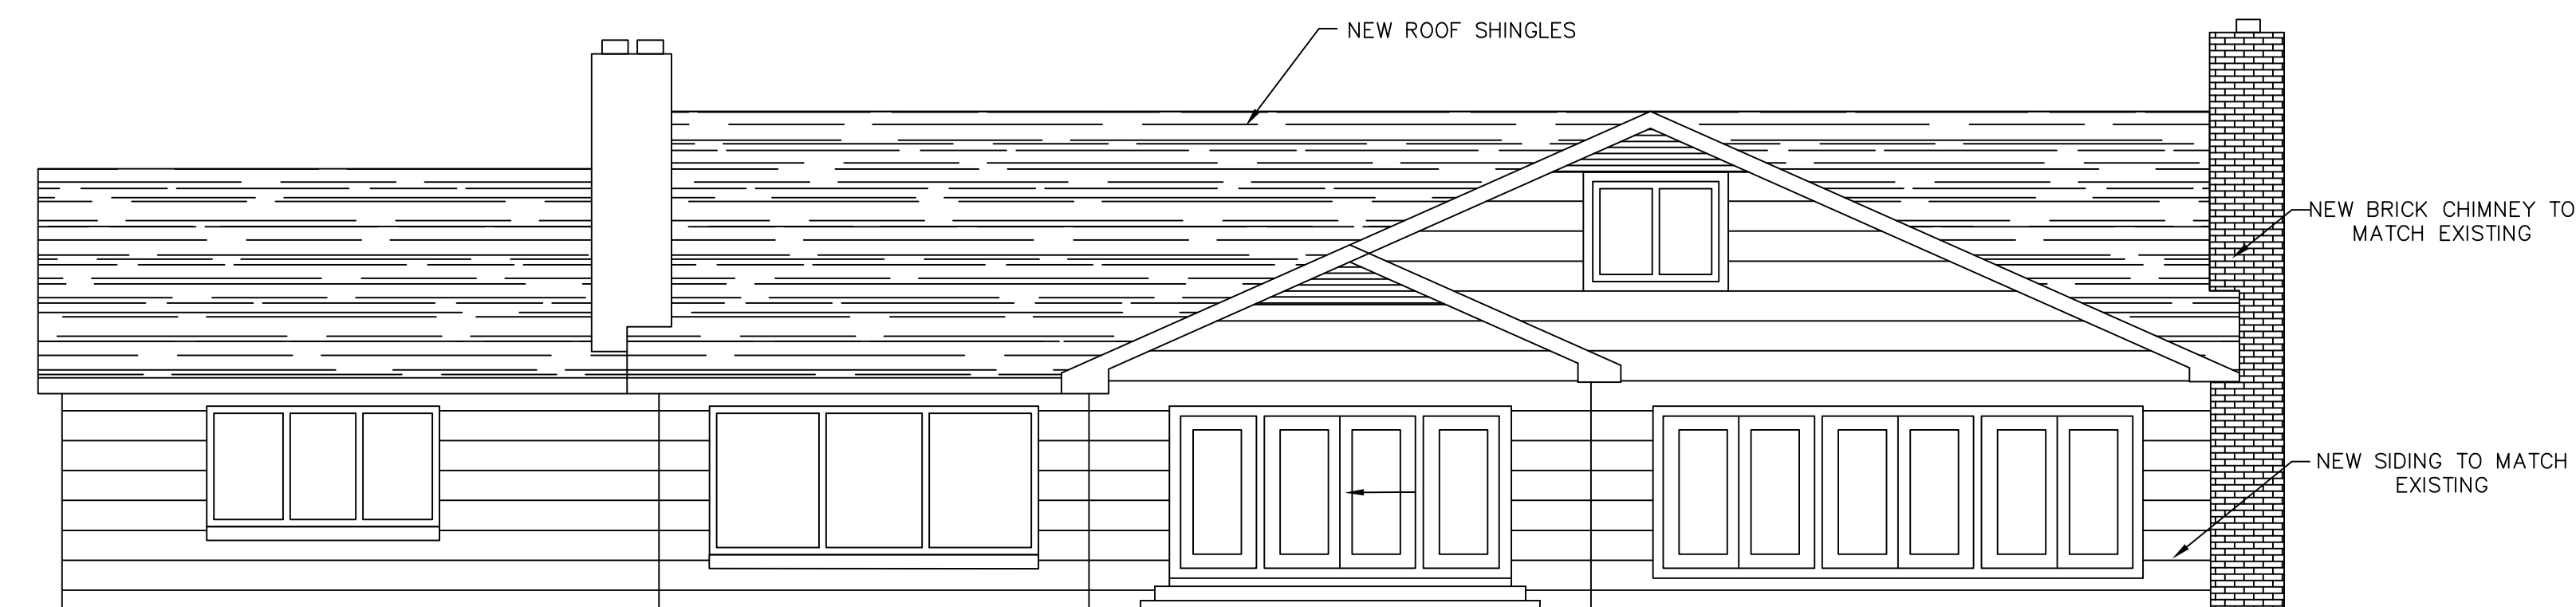 NEW ROOF SHINGLES
NEW BRICK CHIMNEY TO
MATCH EXISTING
NEW SIDING TO MATCH
EXISTING